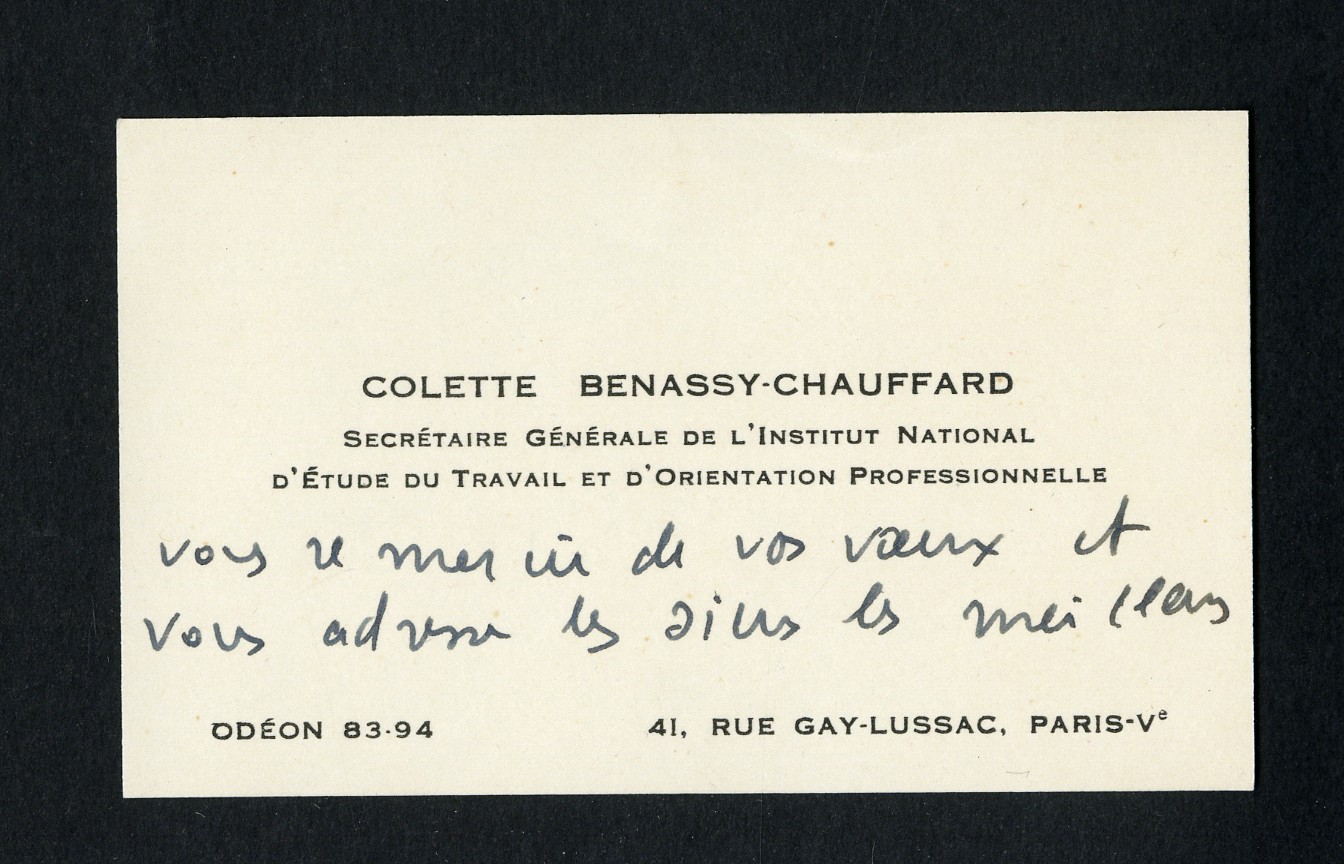 COLETTE BENASSY-CHAUFFARD
SECRÉTAIRE GÉNÉRALE DE L'INSTITUT NATIONAL
D'ÉTUDE DU TRAVAIL ET D'ORIENTATION PROFESSIONNELLE
vous remercie de vos vœux et
vous adresse les siens les meilleurs
ODÉON 83-94
41, RUE GAY-LUSSAC, PARIS-Vᵉ